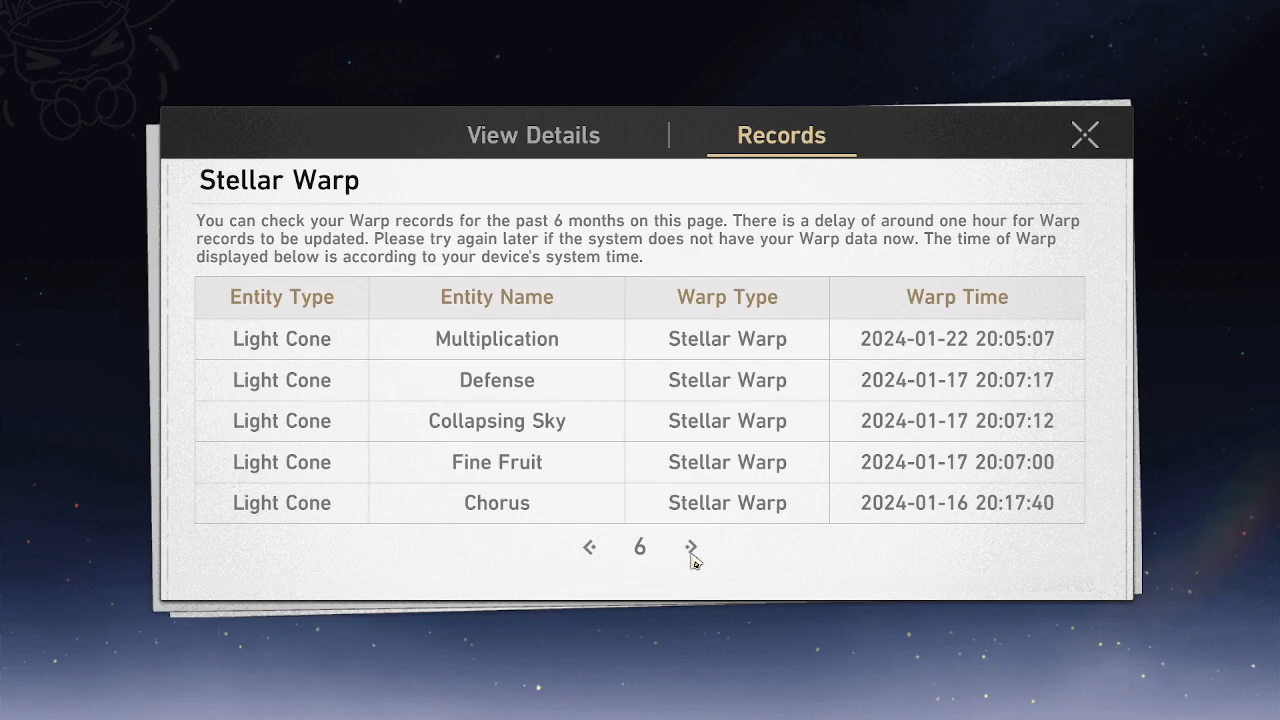 View Details
Records
Stellar Warp
You can check your Warp records for the past 6 months on this page. There is a delay of around one hour for Warp
records to be updated. Please try again later if the system does not have your Warp data now. The time of Warp
displayed below is according to your device's system time.
Entity Type Entity Name Warp Type Warp Time
Light Cone Multiplication Stellar Warp 2024-01-22 20:05:07
Light Cone Defense Stellar Warp 2024-01-17 20:07:17
Light Cone Collapsing Sky Stellar Warp 2024-01-17 20:07:12
Light Cone Fine Fruit Stellar Warp 2024-01-17 20:07:00
Light Cone Chorus Stellar Warp 2024-01-16 20:17:40
6